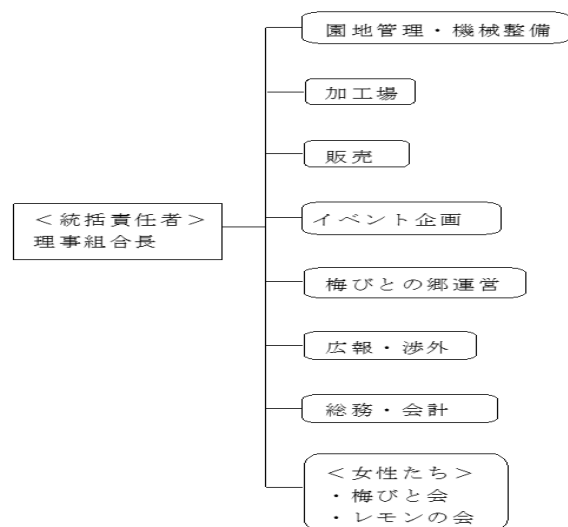 園地管理・機械整備
加工場
販売
＜統括責任者＞
理事組合長
イベント企画
梅びとの郷運営
広報・渉外
総務・会計
＜女性たち＞
・梅びと会
・レモンの会